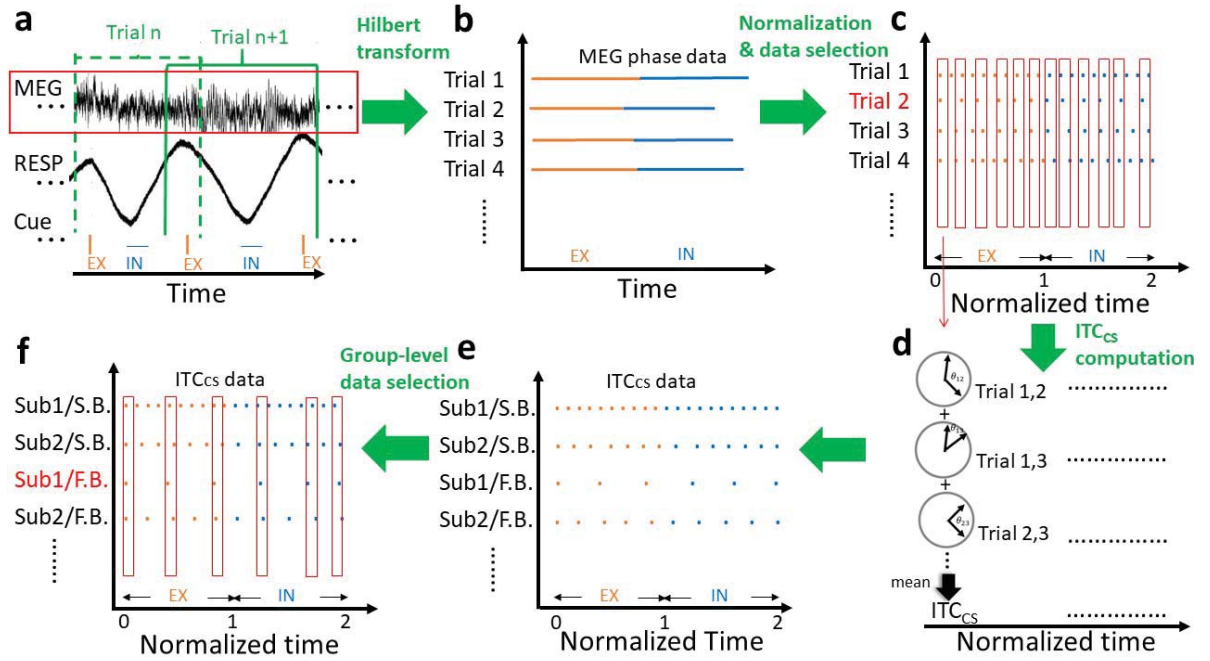 a
Trial n
Trial n+1
MEG
RESP
Cue
EX
IN
EX
IN
EX
Time
Hilbert
transform
b
MEG phase data
Trial 1
Trial 2
Trial 3
Trial 4
EX
IN
Time
Normalization
& data selection
c
Trial 1
Trial 2
Trial 3
Trial 4
EX
IN
0
1
2
Normalized time
ITCCS
computation
d
θ12
Trial 1,2
+
Trial 1,3
+
θ23
Trial 2,3
mean
ITCCS
Normalized time
e
ITCcs data
Sub1/S.B.
Sub2/S.B.
Sub1/F.B.
Sub2/F.B.
EX
IN
0
1
2
Normalized Time
Group-level
data selection
f
ITCcs data
Sub1/S.B.
Sub2/S.B.
Sub1/F.B.
Sub2/F.B.
EX
IN
0
1
2
Normalized time